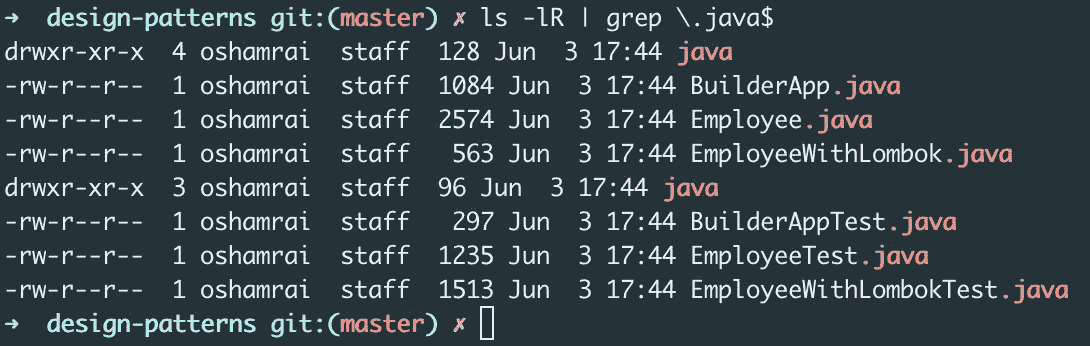 ➜  design-patterns git:(master) ✗ ls -lR | grep \.java$
drwxr-xr-x  4 oshamrai  staff  128 Jun  3 17:44 java
-rw-r--r--  1 oshamrai  staff  1084 Jun  3 17:44 BuilderApp.java
-rw-r--r--  1 oshamrai  staff  2574 Jun  3 17:44 Employee.java
-rw-r--r--  1 oshamrai  staff   563 Jun  3 17:44 EmployeeWithLombok.java
drwxr-xr-x  3 oshamrai  staff  96 Jun  3 17:44 java
-rw-r--r--  1 oshamrai  staff   297 Jun  3 17:44 BuilderAppTest.java
-rw-r--r--  1 oshamrai  staff  1235 Jun  3 17:44 EmployeeTest.java
-rw-r--r--  1 oshamrai  staff  1513 Jun  3 17:44 EmployeeWithLombokTest.java
➜  design-patterns git:(master) ✗